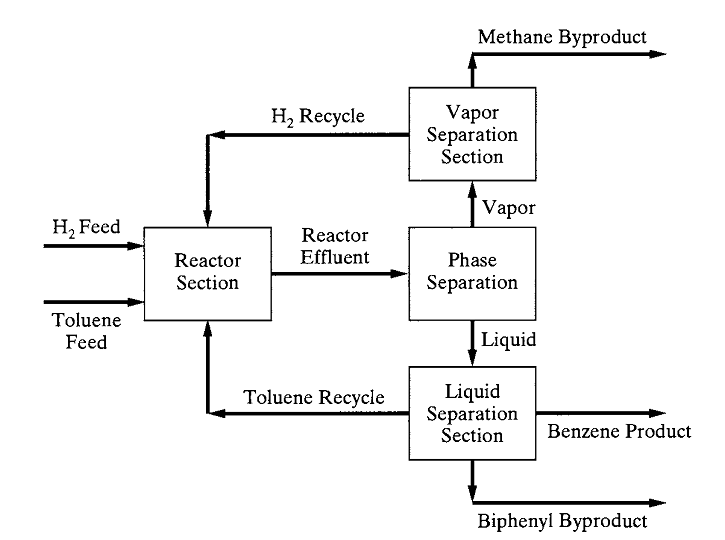 Methane Byproduct
H₂ Recycle
Vapor
Separation
Section
Vapor
H₂ Feed
Reactor
Effluent
Reactor
Section
Phase
Separation
Toluene
Feed
Liquid
Toluene Recycle
Liquid
Separation
Section
Benzene Product
Biphenyl Byproduct